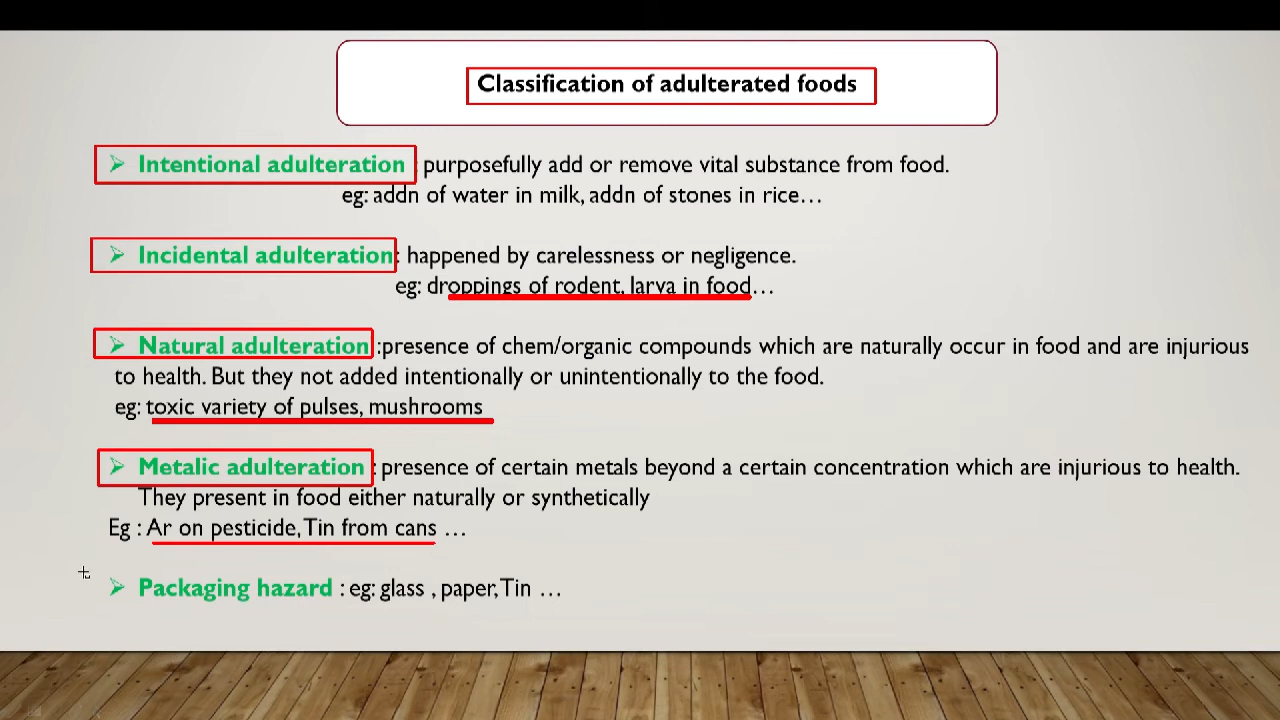 Classification of adulterated foods
➢ Intentional adulteration : purposefully add or remove vital substance from food.
eg: addn of water in milk, addn of stones in rice…
➢ Incidental adulteration: happened by carelessness or negligence.
eg: droppings of rodent, larva in food…
➢ Natural adulteration :presence of chem/organic compounds which are naturally occur in food and are injurious
to health. But they not added intentionally or unintentionally to the food.
eg: toxic variety of pulses, mushrooms
➢ Metalic adulteration : presence of certain metals beyond a certain concentration which are injurious to health.
They present in food either naturally or synthetically
Eg : Ar on pesticide, Tin from cans …
➢ Packaging hazard : eg: glass , paper, Tin …